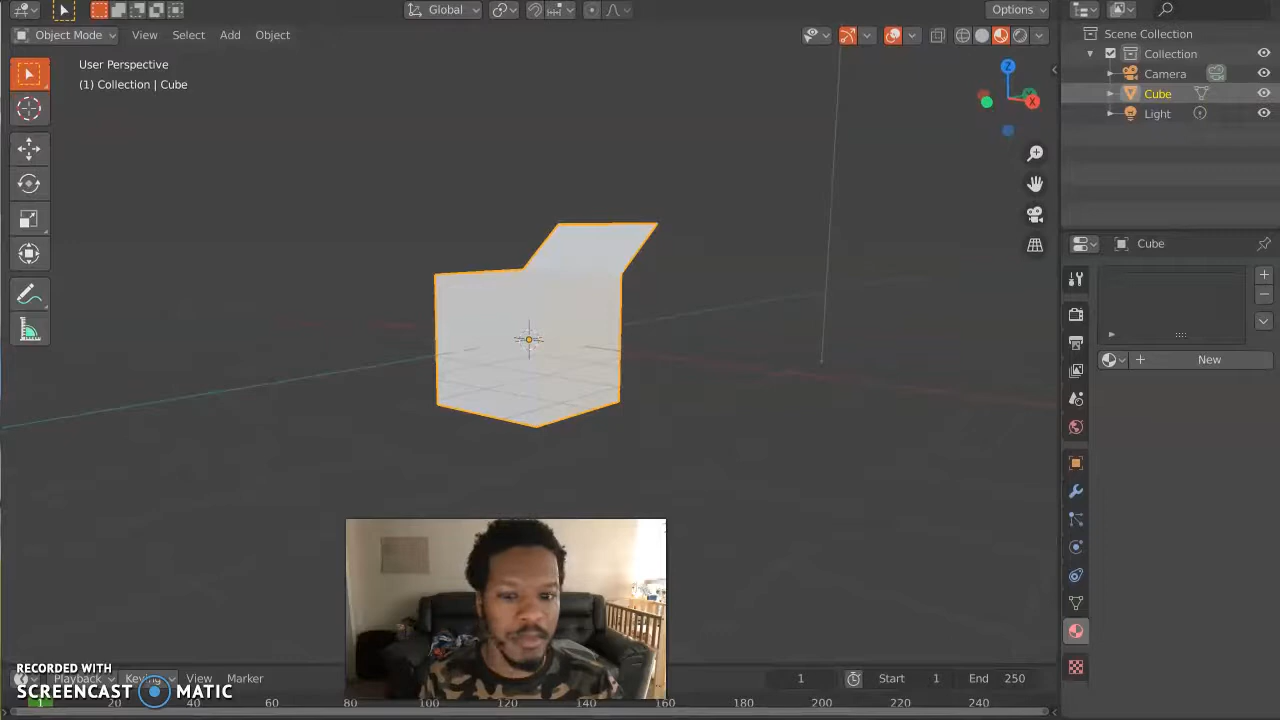 Global
Options
Object Mode
View
Select
Add
Object
User Perspective
(1) Collection | Cube
Z
Y
X
Scene Collection
Collection
Camera
Cube
Light
Cube
New
RECORDED WITH
SCREENCAST MATIC
Playback
Keying
View
Marker
1
Start 1
End 250
1
20
40
60
80
100
120
140
160
180
200
220
240